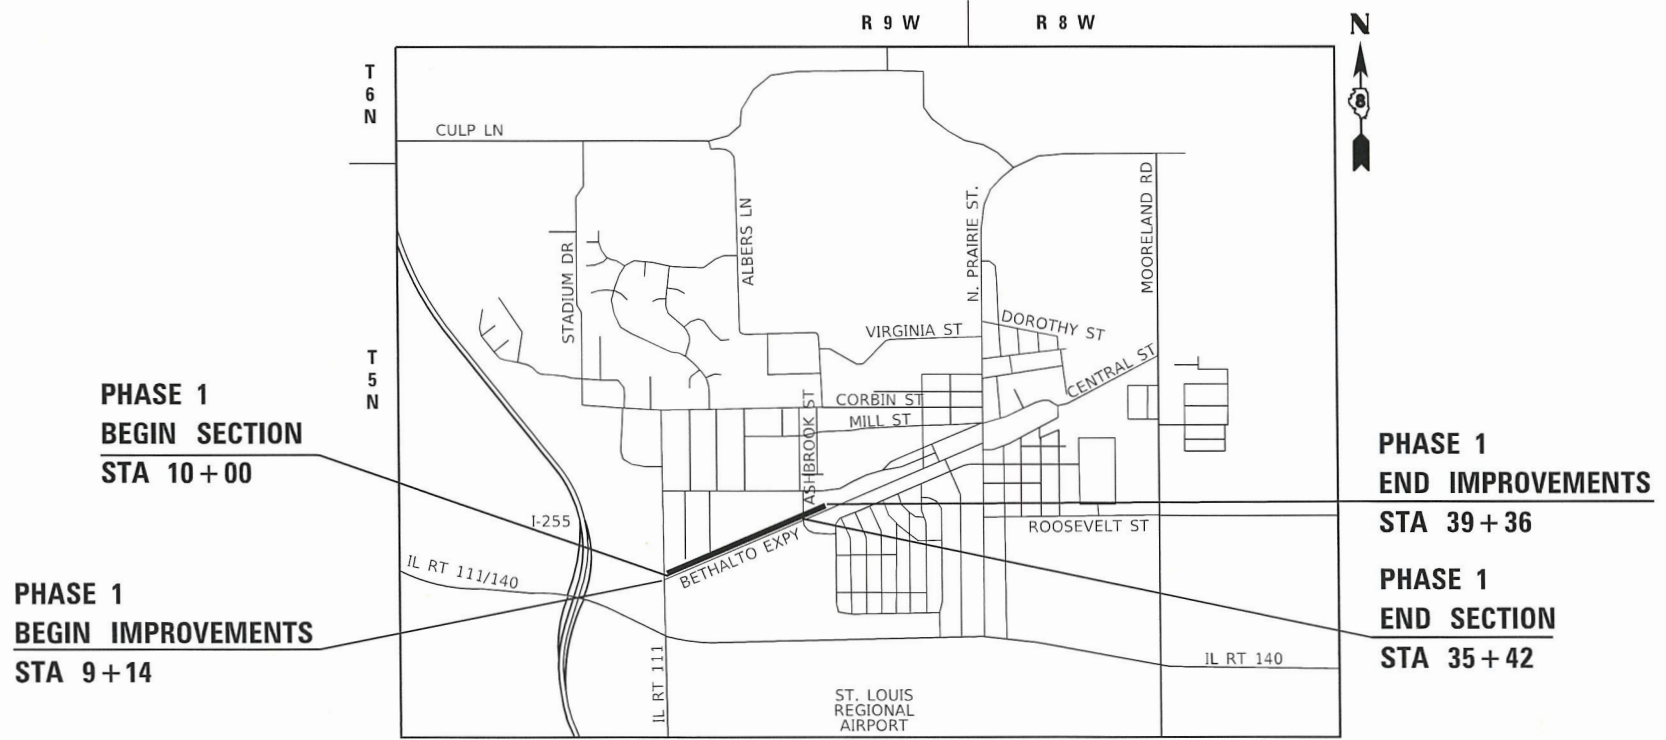 R 9 W
R 8 W
N
8
T
6
N
CULP LN
STADIUM DR
ALBERS LN
N. PRAIRIE ST.
MOORELAND RD
T
5
N
VIRGINIA ST
DOROTHY ST
CENTRAL ST
CORBIN ST
MILL ST
ASHBROOK ST
PHASE 1
BEGIN SECTION
STA 10+00
PHASE 1
END IMPROVEMENTS
STA 39+36
I-255
ROOSEVELT ST
BETHALTO EXPY
IL RT 111/140
PHASE 1
BEGIN IMPROVEMENTS
STA 9+14
PHASE 1
END SECTION
STA 35+42
IL RT 111
IL RT 140
ST. LOUIS
REGIONAL
AIRPORT